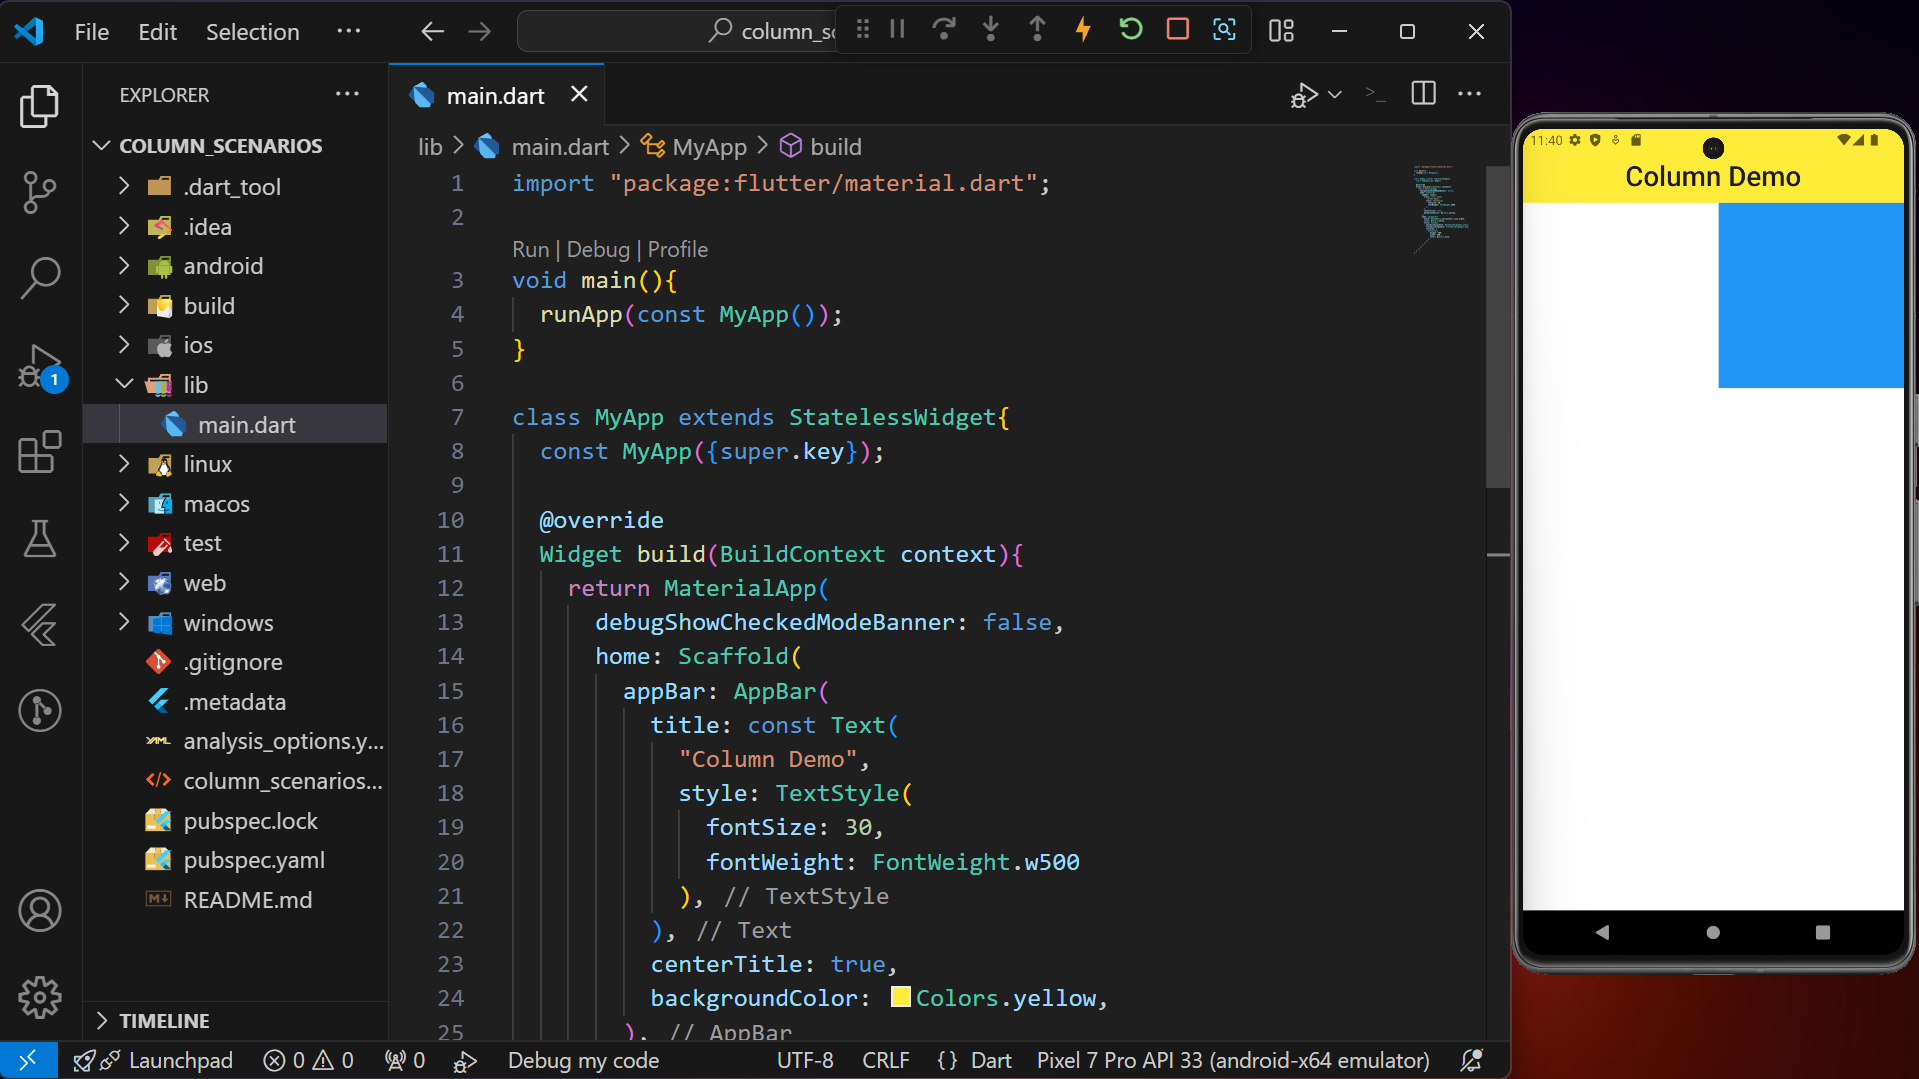 File Edit Selection ···
column_sc
EXPLORER ···
COLUMN_SCENARIOS
.dart_tool
.idea
android
build
ios
lib
main.dart
linux
macos
test
web
windows
.gitignore
.metadata
analysis_options.y...
column_scenarios...
pubspec.lock
pubspec.yaml
README.md
TIMELINE
1
main.dart
lib > main.dart > MyApp > build
1 import "package:flutter/material.dart";
2
Run | Debug | Profile
3 void main(){
4 runApp(const MyApp());
5 }
6
7 class MyApp extends StatelessWidget{
8 const MyApp({super.key});
9
10 @override
11 Widget build(BuildContext context){
12 return MaterialApp(
13 debugShowCheckedModeBanner: false,
14 home: Scaffold(
15 appBar: AppBar(
16 title: const Text(
17 "Column Demo",
18 style: TextStyle(
19 fontSize: 30,
20 fontWeight: FontWeight.w500
21 ), // TextStyle
22 ), // Text
23 centerTitle: true,
24 backgroundColor: Colors.yellow,
25 ), // AppBar
Launchpad 0 0 0 Debug my code UTF-8 CRLF {} Dart Pixel 7 Pro API 33 (android-x64 emulator)
11:40
Column Demo